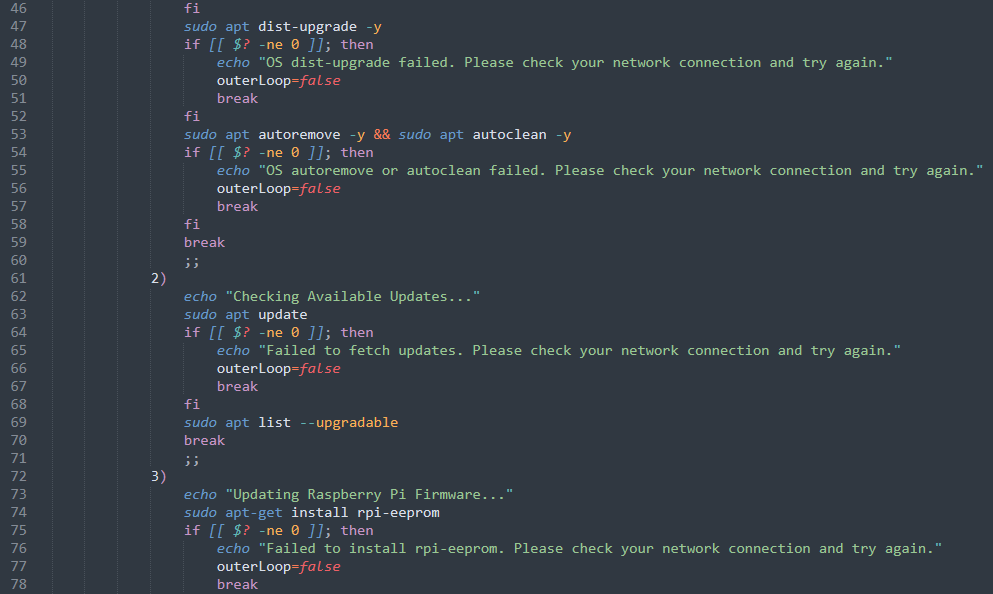 46 fi
47 sudo apt dist-upgrade -y
48 if [[ $? -ne 0 ]]; then
49 echo "OS dist-upgrade failed. Please check your network connection and try again."
50 outerLoop=false
51 break
52 fi
53 sudo apt autoremove -y && sudo apt autoclean -y
54 if [[ $? -ne 0 ]]; then
55 echo "OS autoremove or autoclean failed. Please check your network connection and try again."
56 outerLoop=false
57 break
58 fi
59 break
60 ;;
61 2)
62 echo "Checking Available Updates..."
63 sudo apt update
64 if [[ $? -ne 0 ]]; then
65 echo "Failed to fetch updates. Please check your network connection and try again."
66 outerLoop=false
67 break
68 fi
69 sudo apt list --upgradable
70 break
71 ;;
72 3)
73 echo "Updating Raspberry Pi Firmware..."
74 sudo apt-get install rpi-eeprom
75 if [[ $? -ne 0 ]]; then
76 echo "Failed to install rpi-eeprom. Please check your network connection and try again."
77 outerLoop=false
78 break